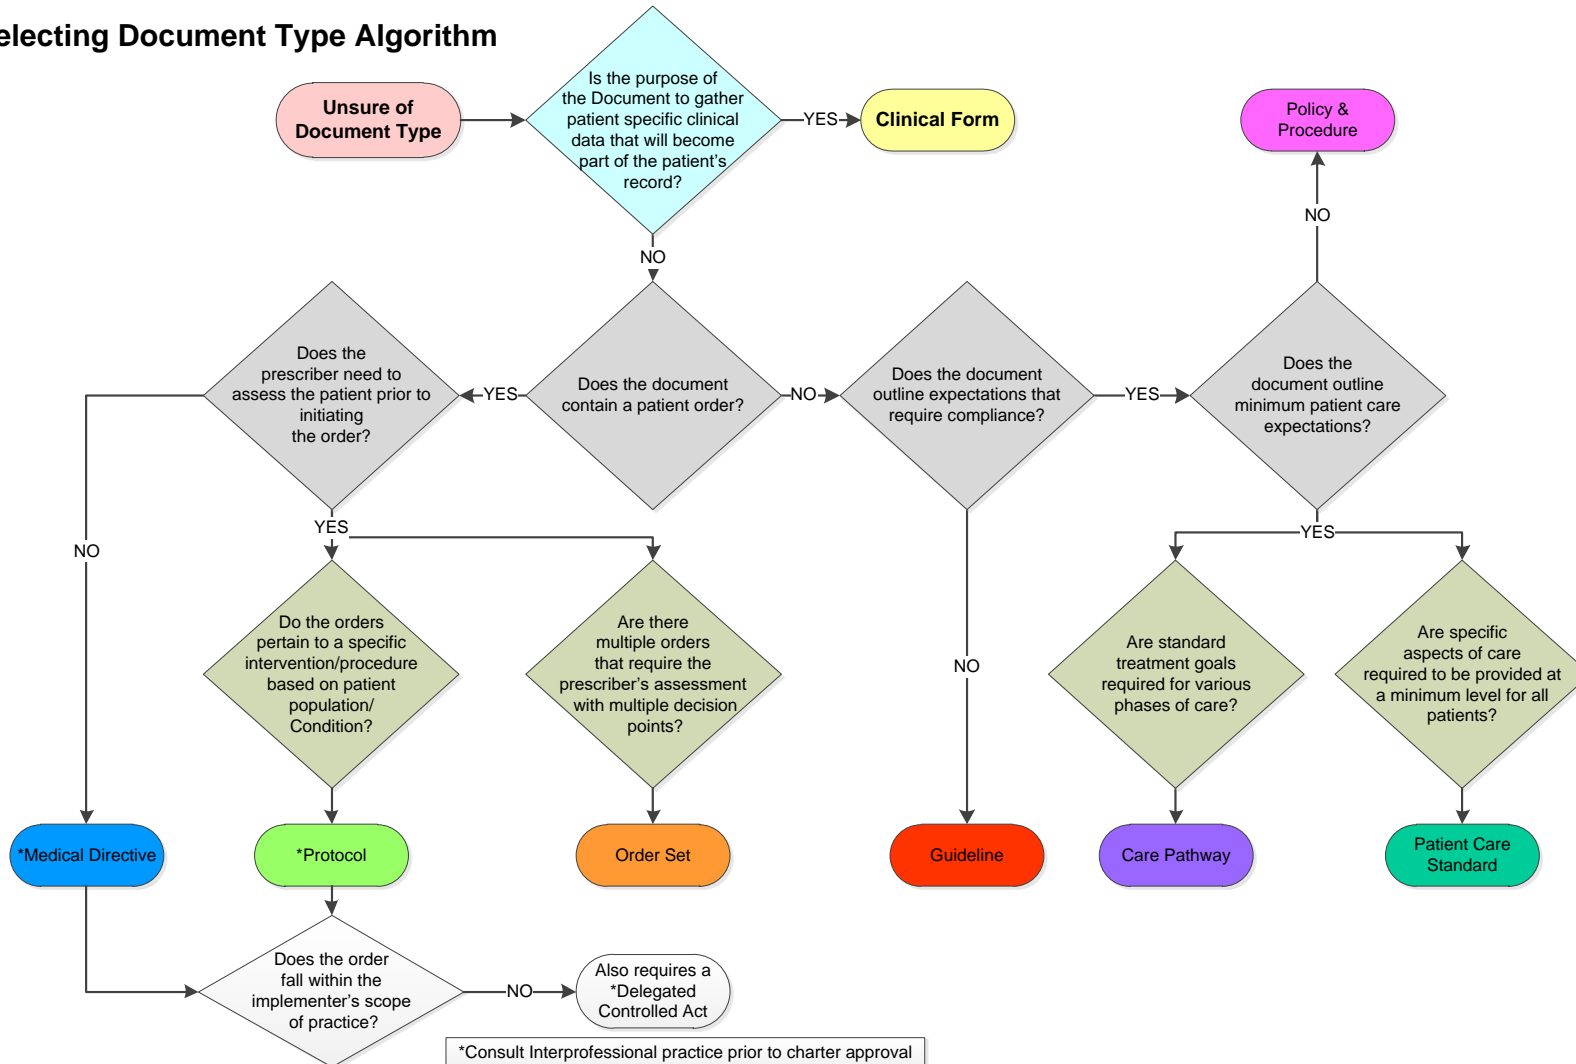 electing Document Type Algorithm
Unsure of
Document Type
Is the purpose of
the Document to gather
patient specific clinical
data that will become
part of the patient's
record?
YES
Clinical Form
Policy &
Procedure
NO
NO
Does the
prescriber need to
assess the patient prior to
initiating
the order?
YES
Does the document
contain a patient order?
NO
Does the document
outline expectations that
require compliance?
YES
Does the
document outline
minimum patient care
expectations?
NO
YES
NO
YES
Do the orders
pertain to a specific
intervention/procedure
based on patient
population/
Condition?
Are there
multiple orders
that require the
prescriber's assessment
with multiple decision
points?
Are standard
treatment goals
required for various
phases of care?
Are specific
aspects of care
required to be provided at
a minimum level for all
patients?
*Medical Directive
*Protocol
Order Set
Guideline
Care Pathway
Patient Care
Standard
Does the order
fall within the
implementer's scope
of practice?
NO
Also requires a
*Delegated
Controlled Act
*Consult Interprofessional practice prior to charter approval